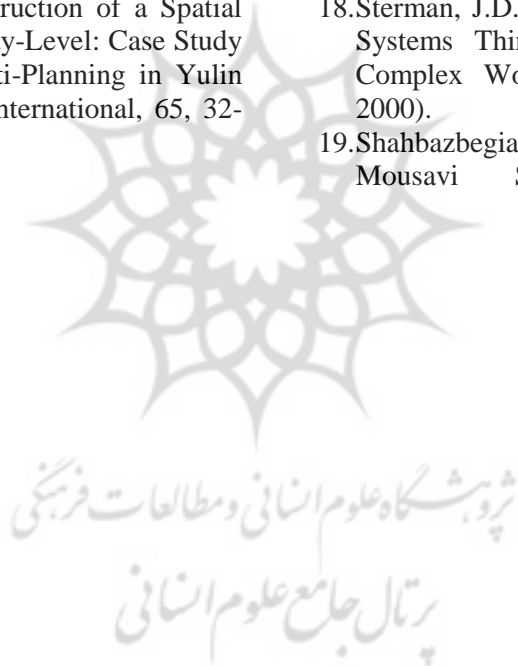 ruction of a Spatial
y-Level: Case Study
ti-Planning in Yulin
nternational, 65, 32-
18.Sterman, J.D.
Systems Thin
Complex Wo
2000).
19.Shahbazbegia
Mousavi S
پژوهشگاه علوم انسانی و مطالعات فرهنگی
پرتال جامع علوم انسانی